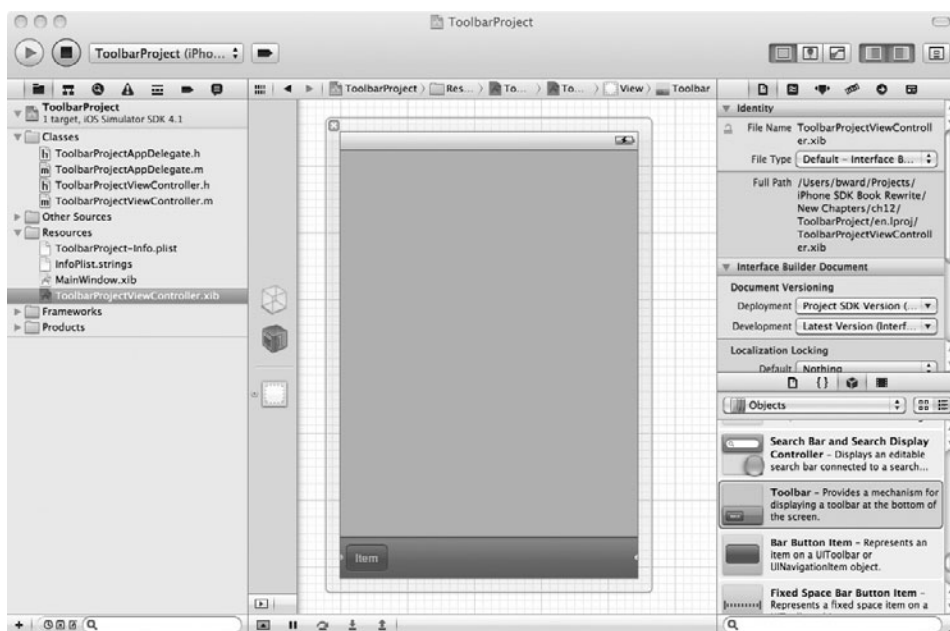 ToolbarProject
ToolbarProject (iPho...
ToolbarProject
1 target, iOS Simulator SDK 4.1
Classes
ToolbarProjectAppDelegate.h
ToolbarProjectAppDelegate.m
ToolbarProjectViewController.h
ToolbarProjectViewController.m
Other Sources
Resources
ToolbarProject-Info.plist
InfoPlist.strings
MainWindow.xib
ToolbarProjectViewController.xib
Frameworks
Products
ToolbarProject
Res...
To...
To...
View
Toolbar
Item
Identity
File Name ToolbarProjectViewControll
er.xib
File Type Default - Interface B...
Full Path /Users/bward/Projects/
iPhone SDK Book Rewrite/
New Chapters/ch12/
ToolbarProject/en.lproj/
ToolbarProjectViewControll
er.xib
Interface Builder Document
Document Versioning
Deployment Project SDK Version (...
Development Latest Version (Interf...
Localization Locking
Default Nothing
Objects
Search Bar and Search Display
Controller - Displays an editable
search bar connected to a search...
Toolbar - Provides a mechanism for
displaying a toolbar at the bottom of
the screen.
Bar Button Item - Represents an
item on a UIToolbar or
UINavigationItem object.
Fixed Space Bar Button Item -
Represents a fixed space item on a